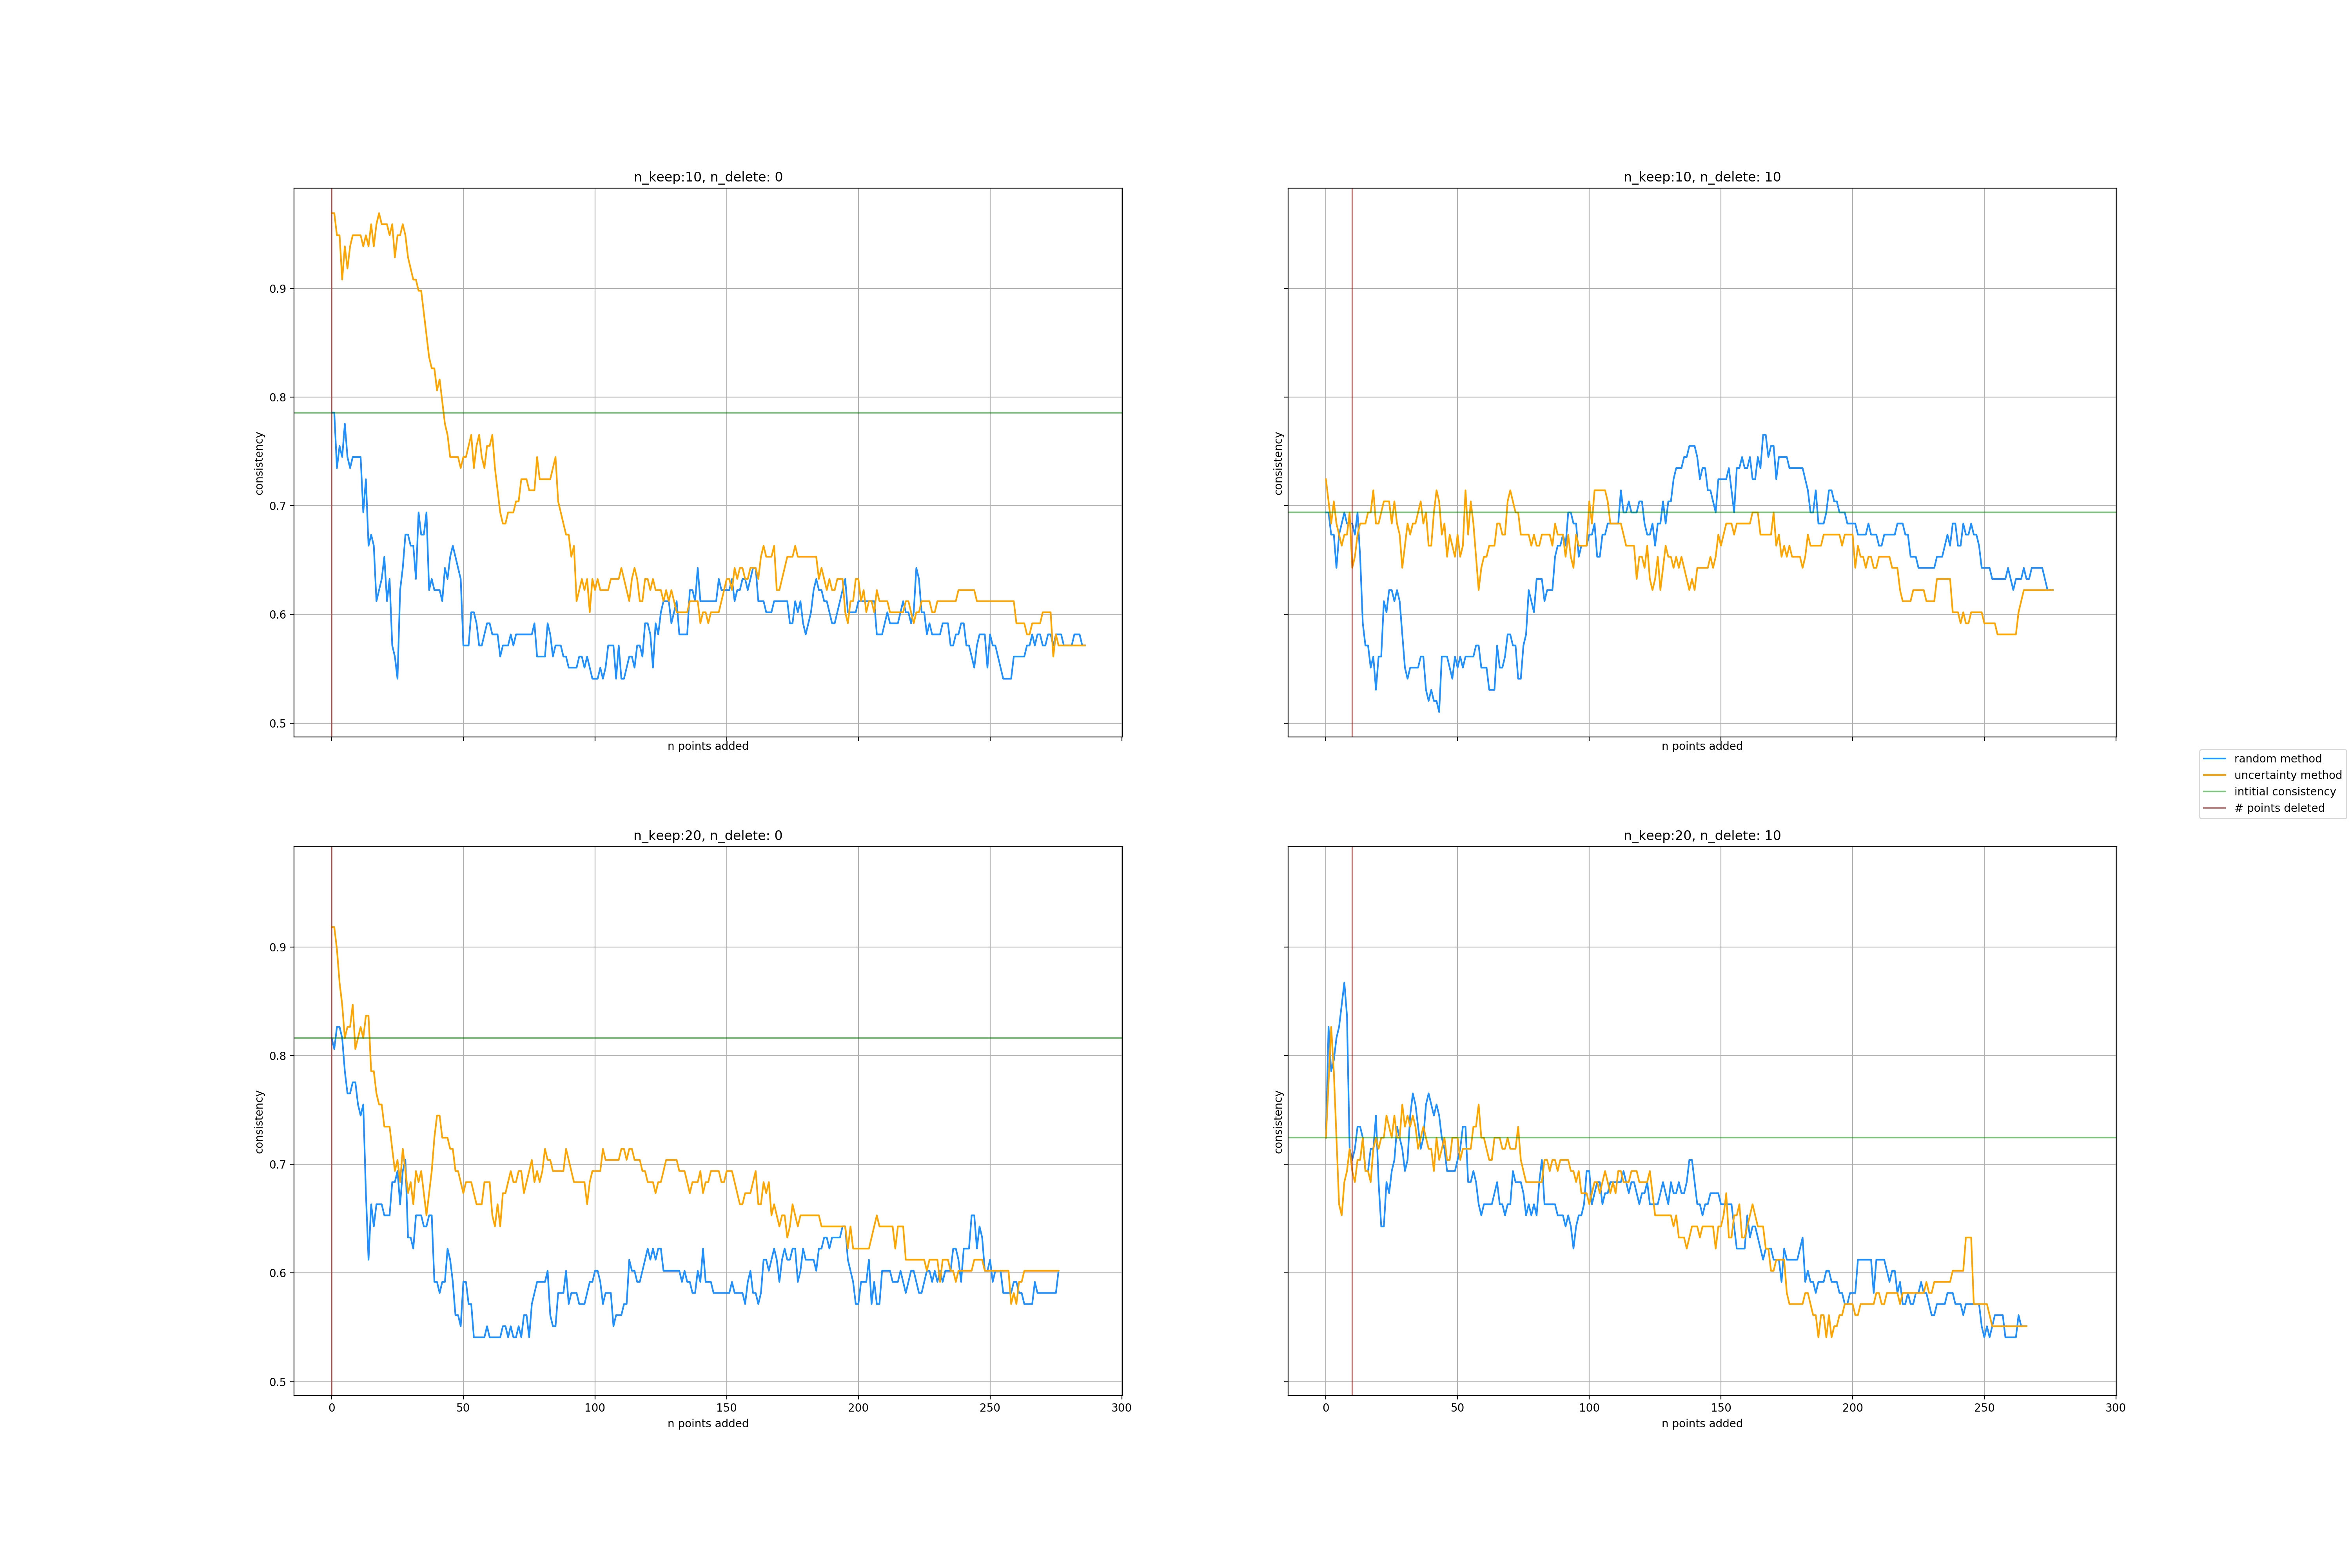 n_keep:10, n_delete: 0
consistency
0.9
0.8
0.7
0.6
0.5
n points added
n_keep:10, n_delete: 10
consistency
n points added
random method
uncertainty method
intitial consistency
# points deleted
n_keep:20, n_delete: 0
consistency
0.9
0.8
0.7
0.6
0.5
0 50 100 150 200 250 300
n points added
n_keep:20, n_delete: 10
consistency
0 50 100 150 200 250 300
n points added